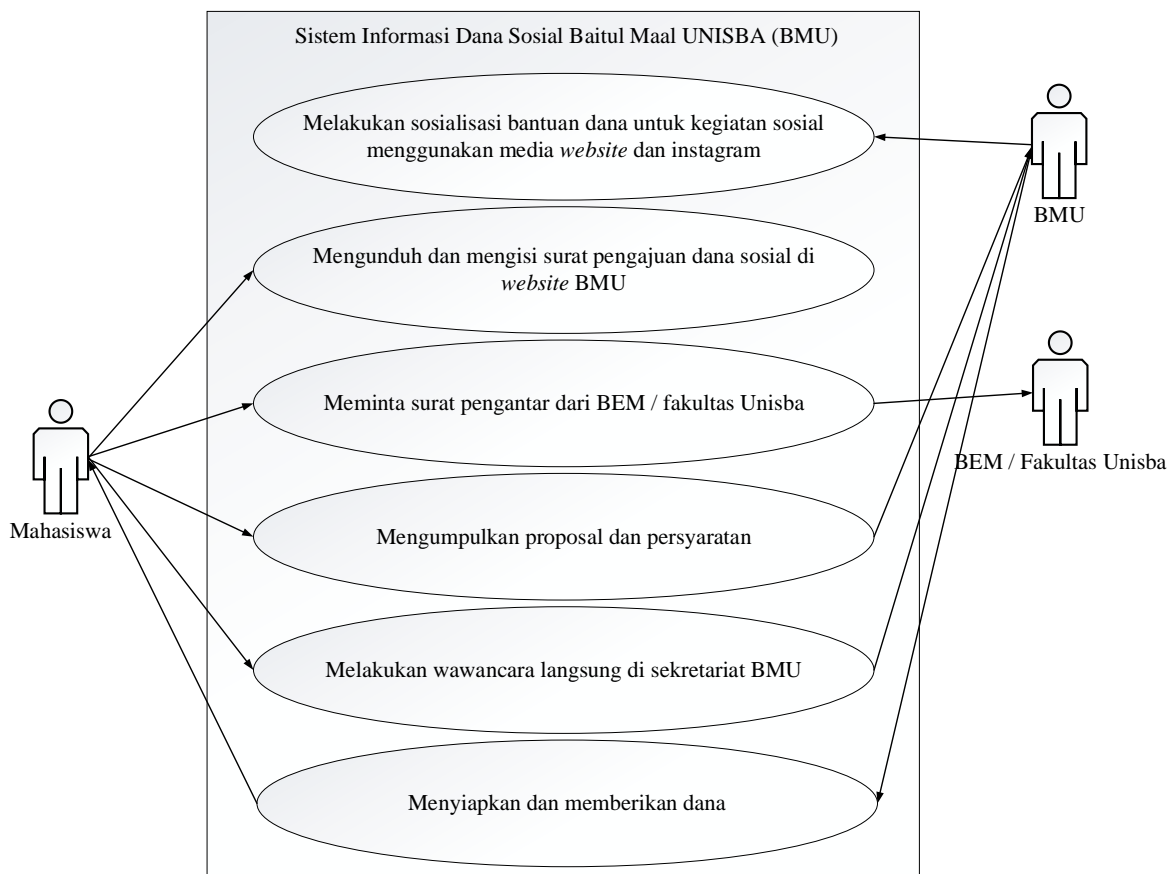 Sistem Informasi Dana Sosial Baitul Maal UNISBA (BMU)
Melakukan sosialisasi bantuan dana untuk kegiatan sosial
menggunakan media website dan instagram
BMU
Mengunduh dan mengisi surat pengajuan dana sosial di
website BMU
Meminta surat pengantar dari BEM / fakultas Unisba
BEM / Fakultas Unisba
Mahasiswa
Mengumpulkan proposal dan persyaratan
Melakukan wawancara langsung di sekretariat BMU
Menyiapkan dan memberikan dana